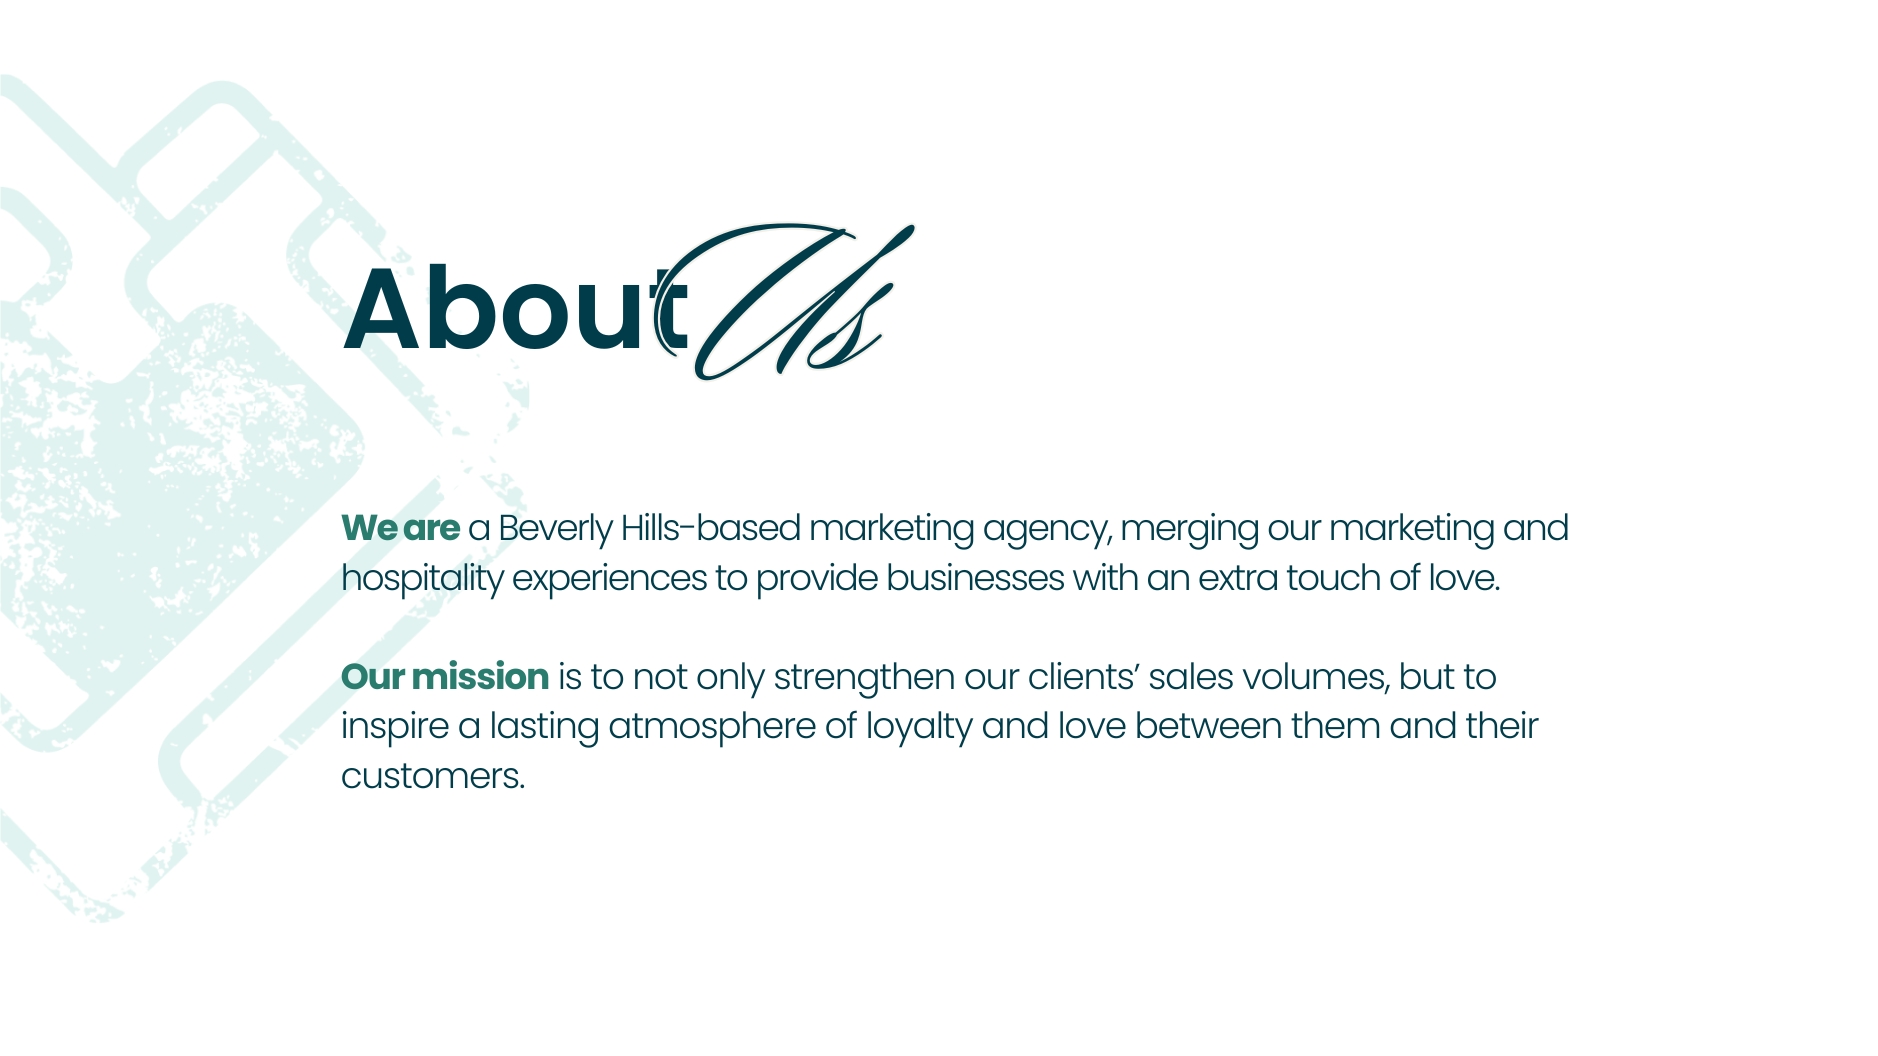 About Us
We are a Beverly Hills-based marketing agency, merging our marketing and
hospitality experiences to provide businesses with an extra touch of love.
Our mission is to not only strengthen our clients’ sales volumes, but to
inspire a lasting atmosphere of loyalty and love between them and their
customers.